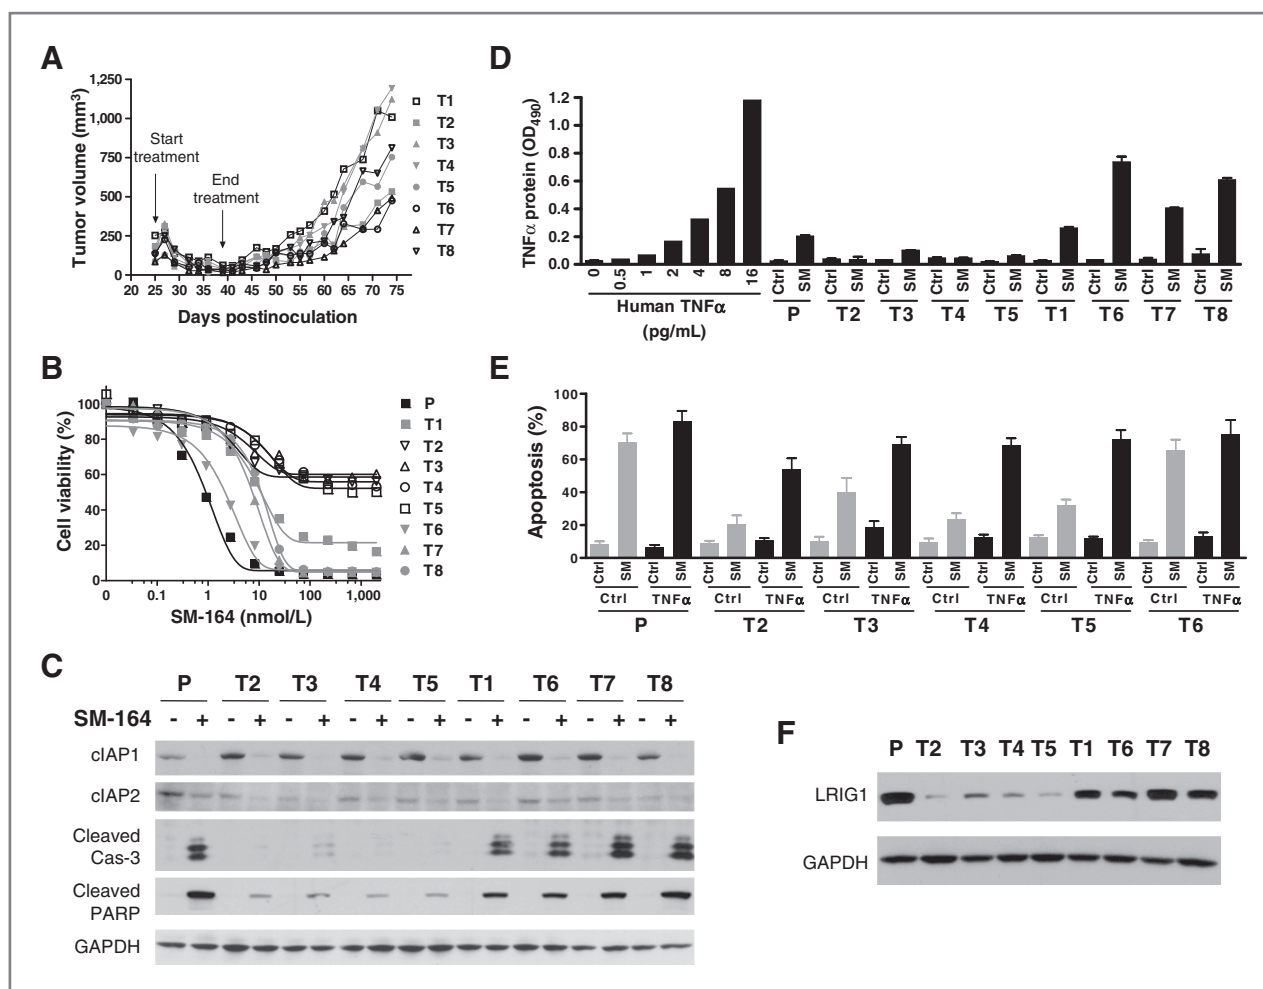 A
Tumor volume (mm³)
1,250
1,000
750
500
250
0
Start treatment
End treatment
20 25 30 35 40 45 50 55 60 65 70 75
Days postinoculation
T1
T2
T3
T4
T5
T6
T7
T8
B
Cell viability (%)
100
80
60
40
20
0
0 0.1 1 10 100 1,000
SM-164 (nmol/L)
P
T1
T2
T3
T4
T5
T6
T7
T8
C
P T2 T3 T4 T5 T1 T6 T7 T8
SM-164 - + - + - + - + - + - + - + - + - +
cIAP1
cIAP2
Cleaved
Cas-3
Cleaved
PARP
GAPDH
D
TNFα protein (OD490)
1.2
1.0
0.8
0.6
0.4
0.2
0.0
0 0.5 1 2 4 8 16 Ctrl SM Ctrl SM Ctrl SM Ctrl SM Ctrl SM Ctrl SM Ctrl SM Ctrl SM Ctrl SM
Human TNFα P T2 T3 T4 T5 T1 T6 T7 T8
(pg/mL)
E
Apoptosis (%)
100
80
60
40
20
0
Ctrl SM Ctrl SM Ctrl SM Ctrl SM Ctrl SM Ctrl SM Ctrl SM Ctrl SM Ctrl SM Ctrl SM Ctrl SM Ctrl SM
Ctrl TNFα Ctrl TNFα Ctrl TNFα Ctrl TNFα Ctrl TNFα Ctrl TNFα
P T2 T3 T4 T5 T6
F
P T2 T3 T4 T5 T1 T6 T7 T8
LRIG1
GAPDH